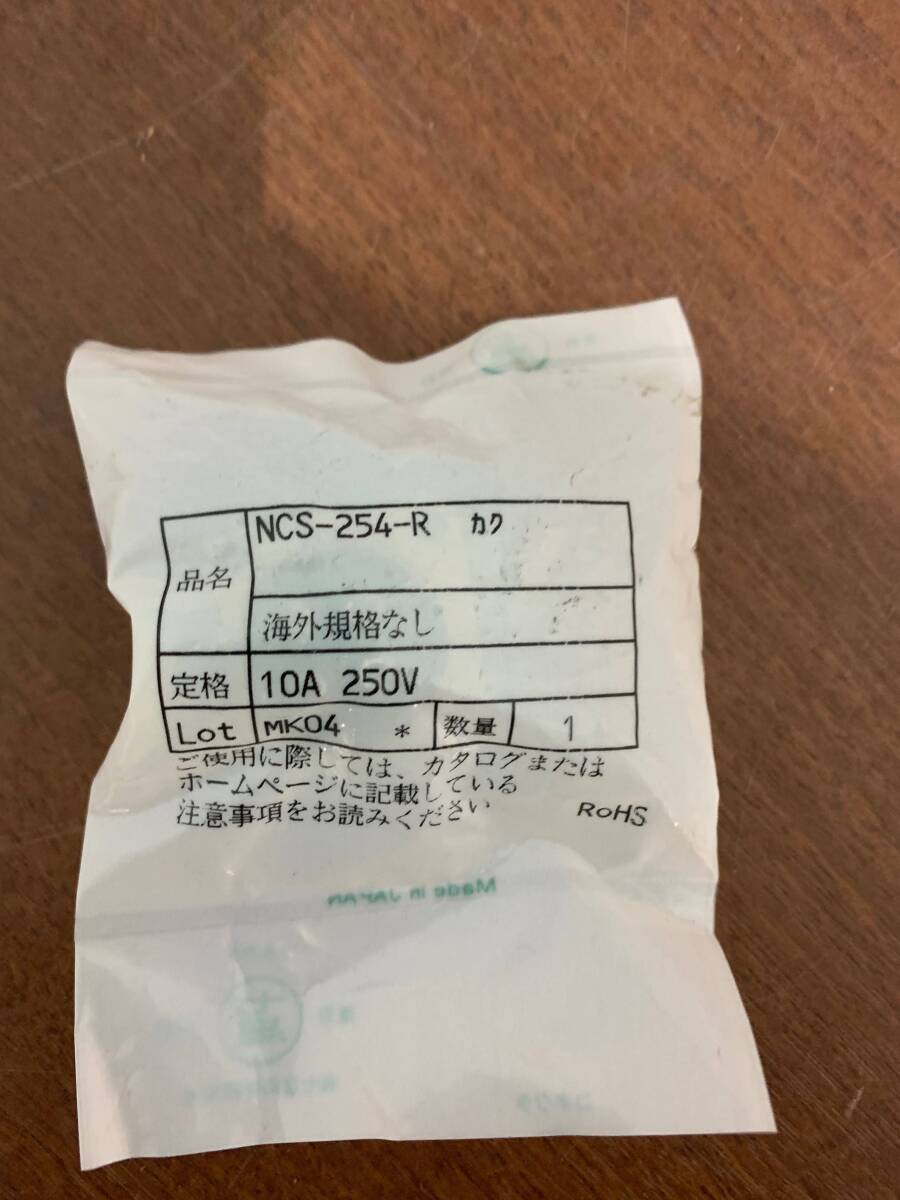 品名 NCS-254-R ｶｸ
海外規格なし
定格 10A 250V
Lot MK04 * 数量 1
ご使用に際しては、カタログまたは
ホームページに記載している
注意事項をお読みください
RoHS
Made in JAPAN